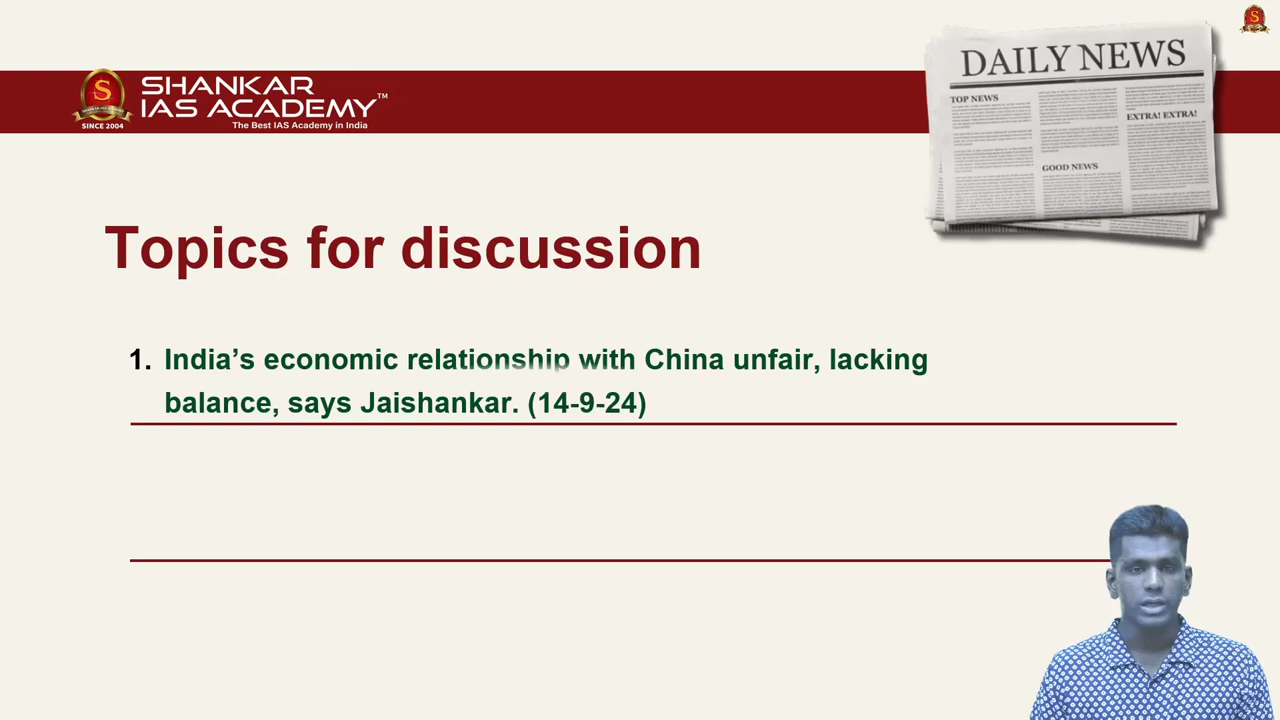 SHANKAR
IAS ACADEMY™
The Best IAS Academy in India
SINCE 2004
DAILY NEWS
TOP NEWS
EXTRA! EXTRA!
GOOD NEWS
Topics for discussion
1. India’s economic relationship with China unfair, lacking
balance, says Jaishankar. (14-9-24)